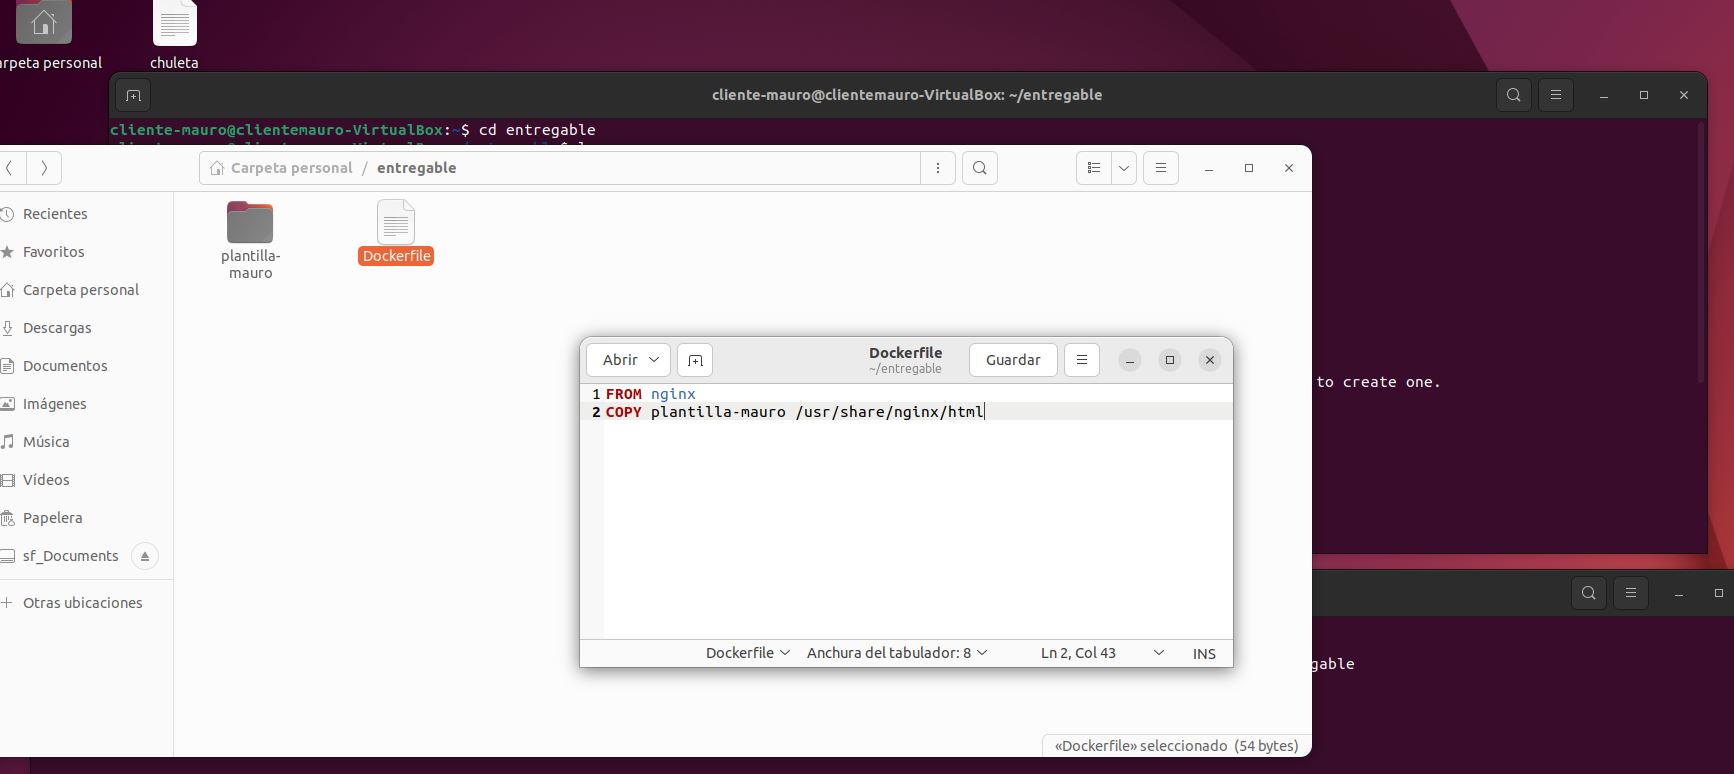 arpeta personal
chuleta
cliente-mauro@clientemauro-VirtualBox: ~/entregable
cliente-mauro@clientemauro-VirtualBox:~$ cd entregable
Carpeta personal / entregable
Recientes
Favoritos
Carpeta personal
Descargas
Documentos
Imágenes
Música
Vídeos
Papelera
sf_Documents
Otras ubicaciones
plantilla-
mauro
Dockerfile
Abrir
Dockerfile
~/entregable
Guardar
1 FROM nginx
2 COPY plantilla-mauro /usr/share/nginx/html
Dockerfile
Anchura del tabulador: 8
Ln 2, Col 43
INS
to create one.
gable
«Dockerfile» seleccionado (54 bytes)